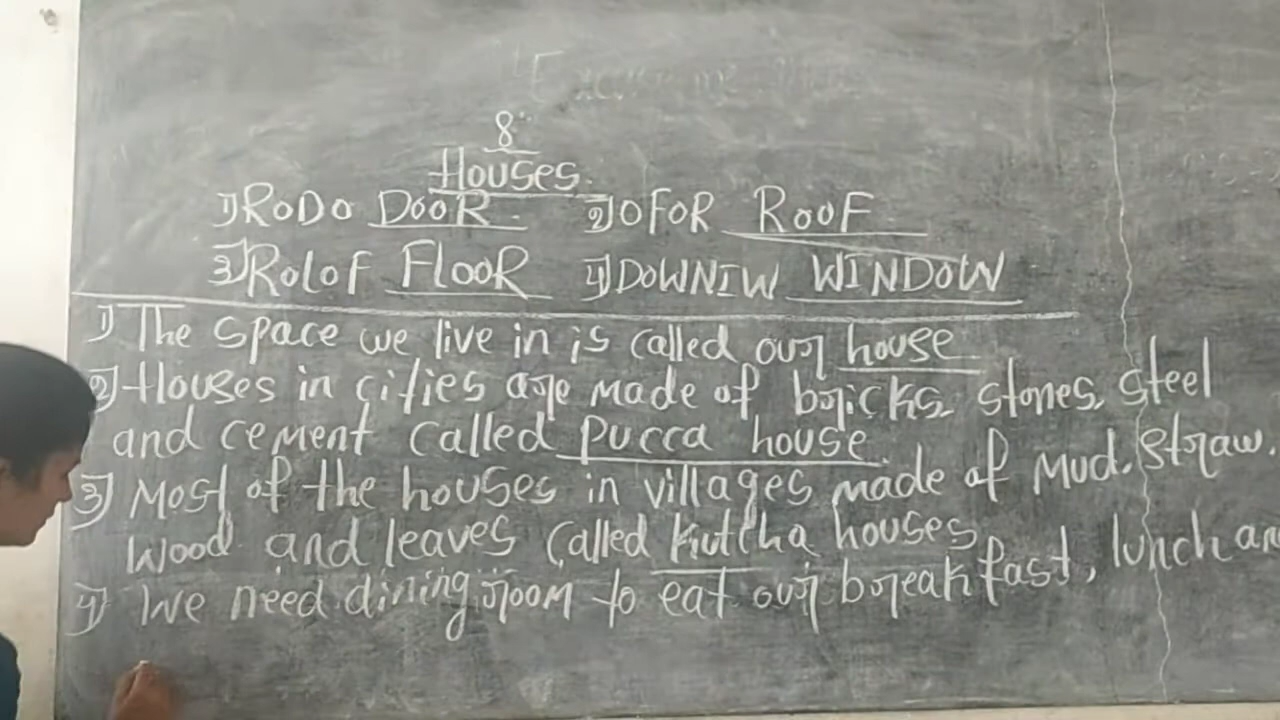 8
Houses.
1) RODO DOOR. 2) OFOR ROOF
3) ROLOF FLOOR 4) DOWNIW WINDOW
1) The space we live in is called our house.
2) Houses in cities are made of bricks, stones, steel
and cement called pucca house.
3) Most of the houses in villages made of Mud, straw,
wood and leaves called kutcha houses
4) We need dining room to eat our breakfast, lunch an